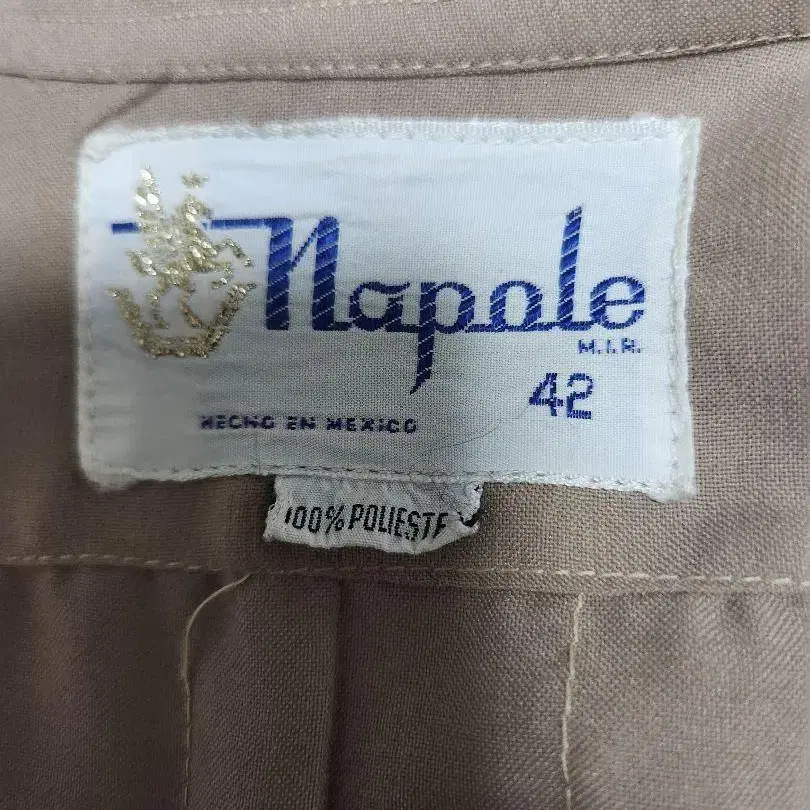 Napole
M.I.R.
42
HECHO EN MEXICO
100% POLIESTE